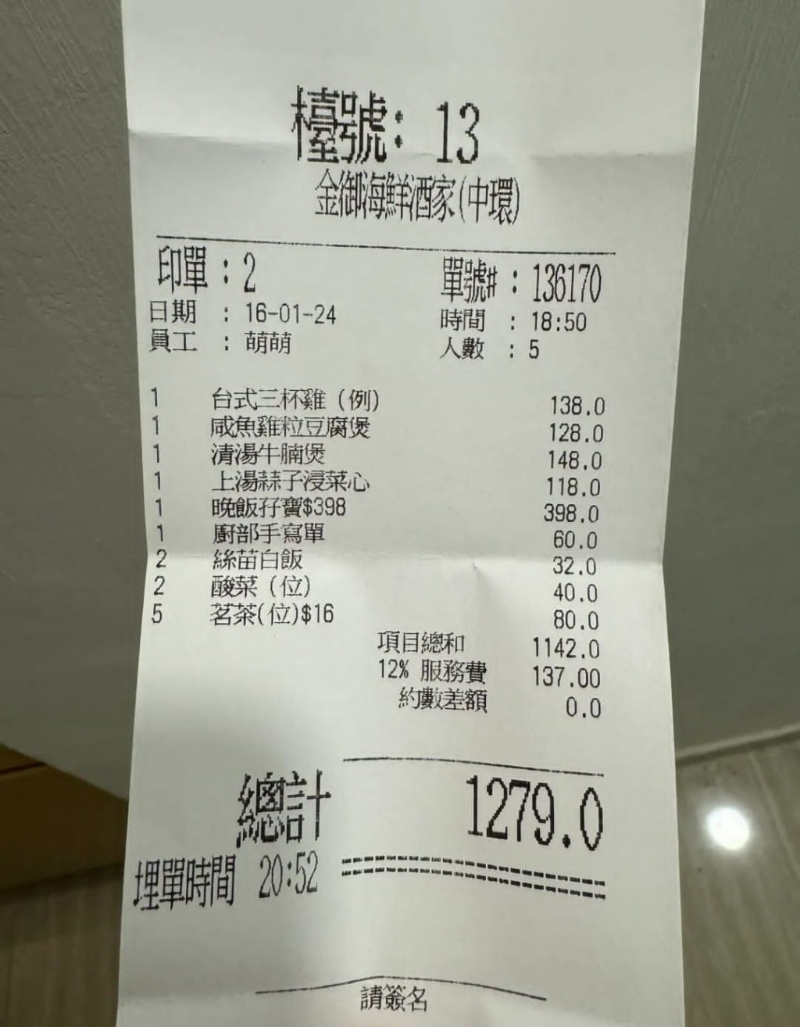 檯號: 13
金御海鮮酒家(中環)
印單 : 2 單號# : 136170
日期 : 16-01-24 時間 : 18:50
員工 : 萌萌 人數 : 5
1 台式三杯雞 (例) 138.0
1 咸魚雞粒豆腐煲 128.0
1 清湯牛腩煲 148.0
1 上湯蒜子浸菜心 118.0
1 晚飯孖寶$398 398.0
1 廚部手寫單 60.0
2 絲苗白飯 32.0
2 酸菜 (位) 40.0
5 茗茶(位)$16 80.0
項目總和 1142.0
12% 服務費 137.00
約數差額 0.0
總計 1279.0
埋單時間 20:52
請簽名